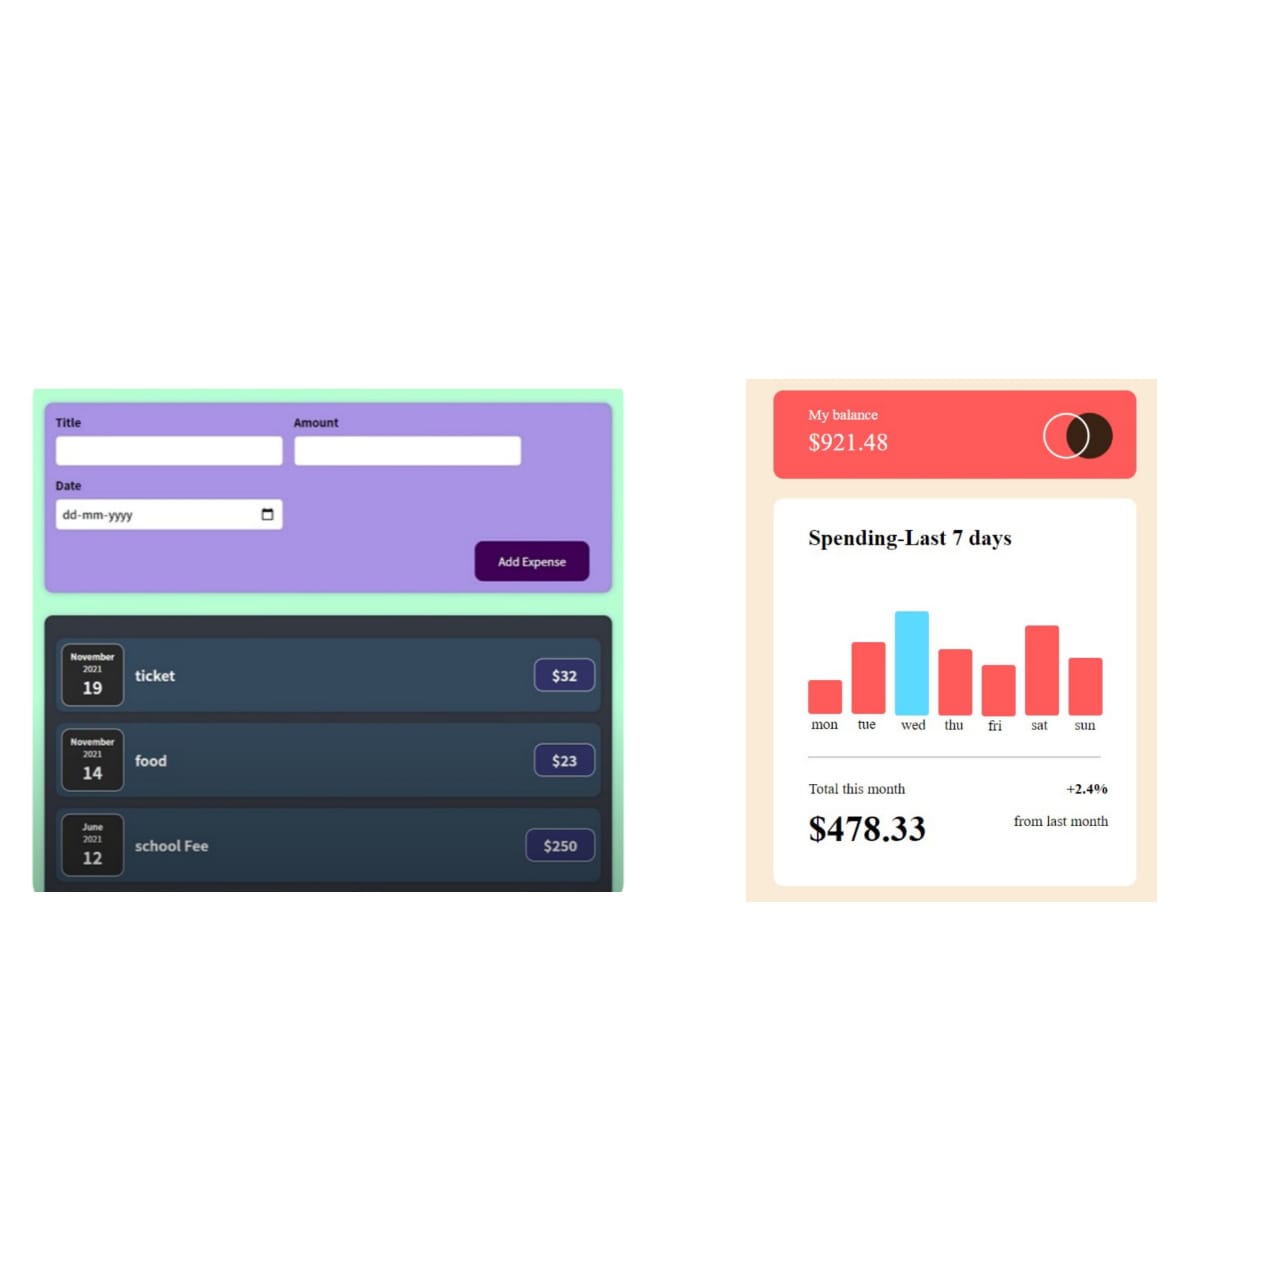 Title Amount
Date
dd-mm-yyyy
Add Expense
November
2021
19
ticket
$32
November
2021
14
food
$23
June
2021
12
school Fee
$250
My balance
$921.48
Spending-Last 7 days
mon tue wed thu fri sat sun
Total this month +2.4%
$478.33 from last month